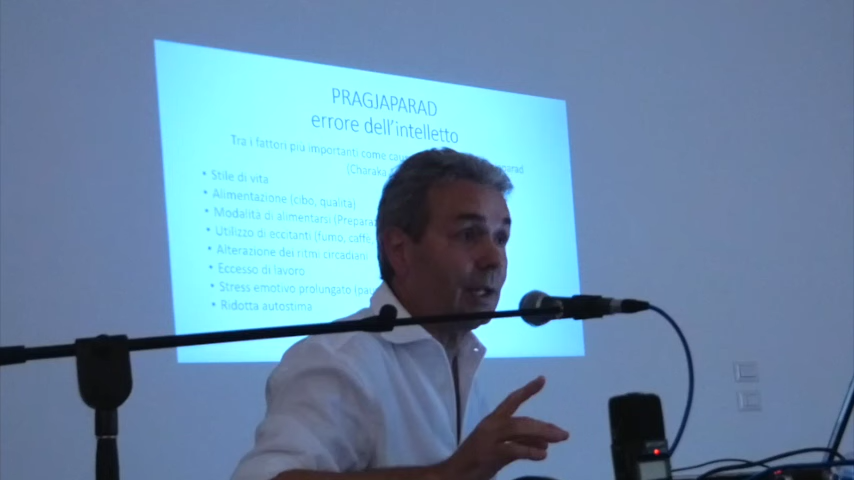 PRAGJAPARAD
errore dell'intelletto
Tra i fattori più importanti come
(Charaka
• Stile di vita
• Alimentazione (cibo, qualità)
• Modalità di alimentarsi
• Utilizzo di eccitanti (fumo, caffè,
• Alterazione dei ritmi circadiani
• Eccesso di lavoro
• Stress emotivo prolungato
• Ridotta autostima